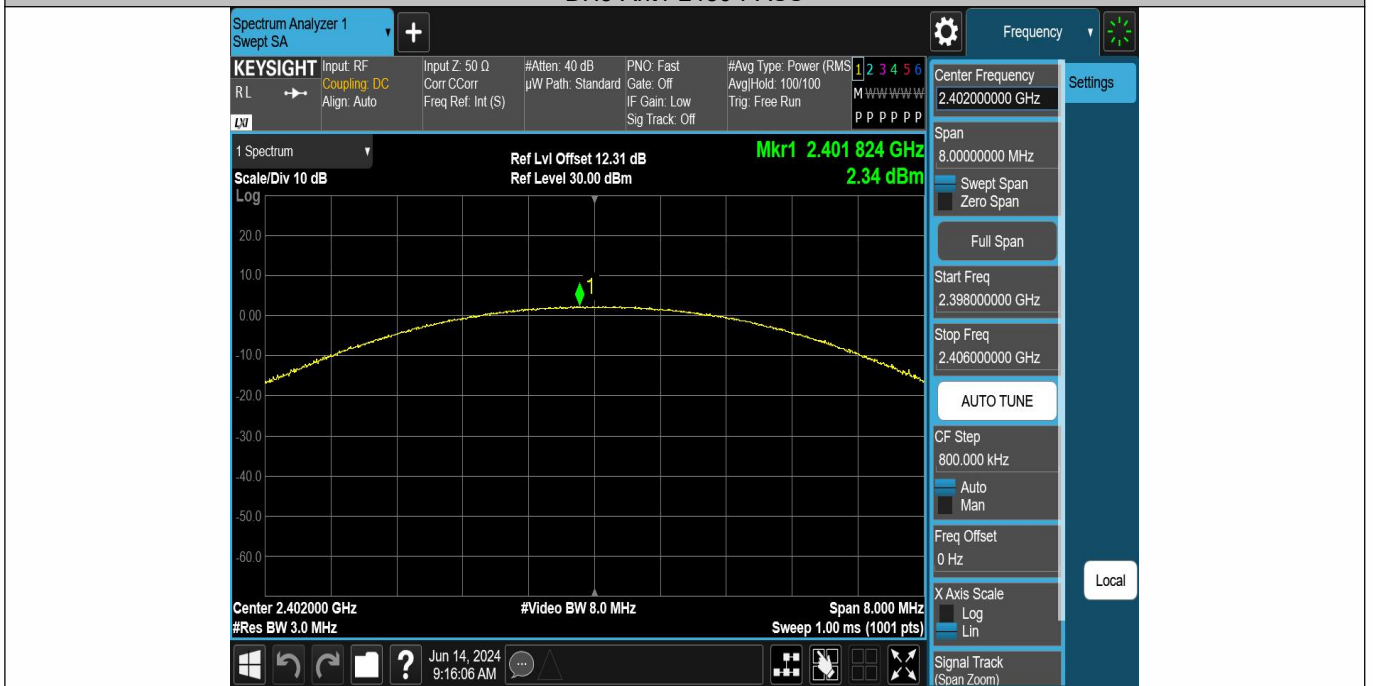 Spectrum Analyzer 1
Swept SA
Frequency
KEYSIGHT
RL
LXI
Input: RF
Coupling: DC
Align: Auto
Input Z: 50 Ω
Corr CCorr
Freq Ref: Int (S)
#Atten: 40 dB
µW Path: Standard
PNO: Fast
Gate: Off
IF Gain: Low
Sig Track: Off
#Avg Type: Power (RMS
Avg|Hold: 100/100
Trig: Free Run
1 2 3 4 5 6
M W W W W W
P P P P P P
1 Spectrum
Scale/Div 10 dB
Ref Lvl Offset 12.31 dB
Ref Level 30.00 dBm
Mkr1 2.401 824 GHz
2.34 dBm
Log
20.0
10.0
0.00
-10.0
-20.0
-30.0
-40.0
-50.0
-60.0
1
Center 2.402000 GHz
#Res BW 3.0 MHz
#Video BW 8.0 MHz
Span 8.000 MHz
Sweep 1.00 ms (1001 pts)
Jun 14, 2024
9:16:06 AM
Center Frequency
2.402000000 GHz
Settings
Span
8.00000000 MHz
Swept Span
Zero Span
Full Span
Start Freq
2.398000000 GHz
Stop Freq
2.406000000 GHz
AUTO TUNE
CF Step
800.000 kHz
Auto
Man
Freq Offset
0 Hz
Local
X Axis Scale
Log
Lin
Signal Track
(Span Zoom)